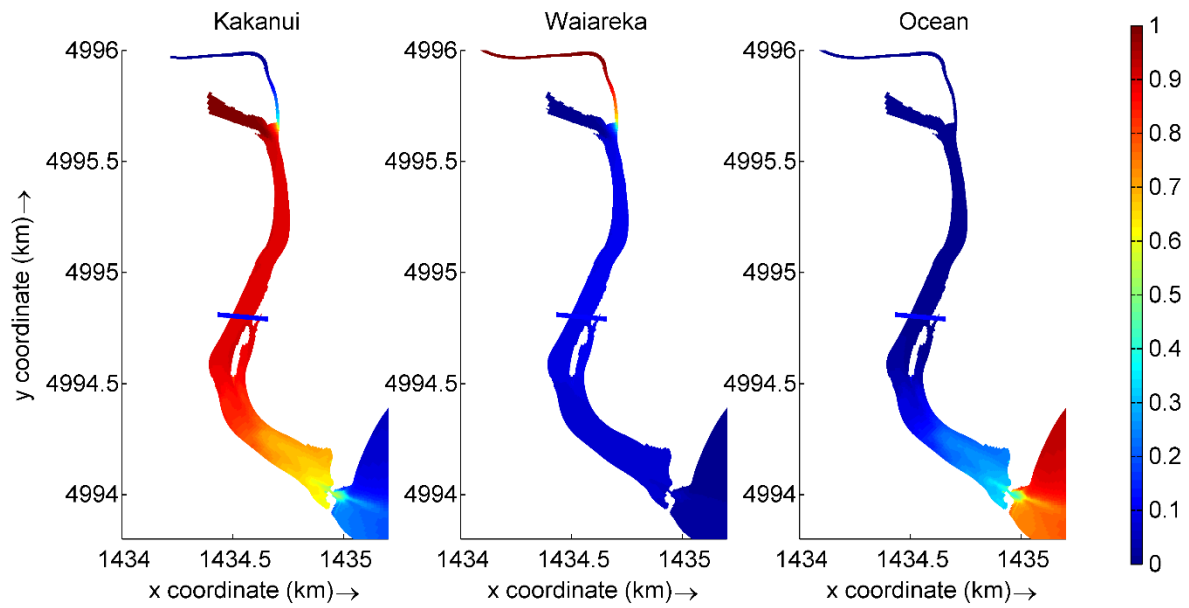 Kakanui Waiareka Ocean
4996 4996 4996 1
0.9
0.8
4995.5 4995.5 4995.5
0.7
4995 4995 4995 0.6
0.5
0.4
4994.5 4994.5 4994.5
0.3
0.2
4994 4994 4994
0.1
0
y coordinate (km)→
1434 1434.5 1435 1434 1434.5 1435 1434 1434.5 1435
x coordinate (km)→ x coordinate (km)→ x coordinate (km)→